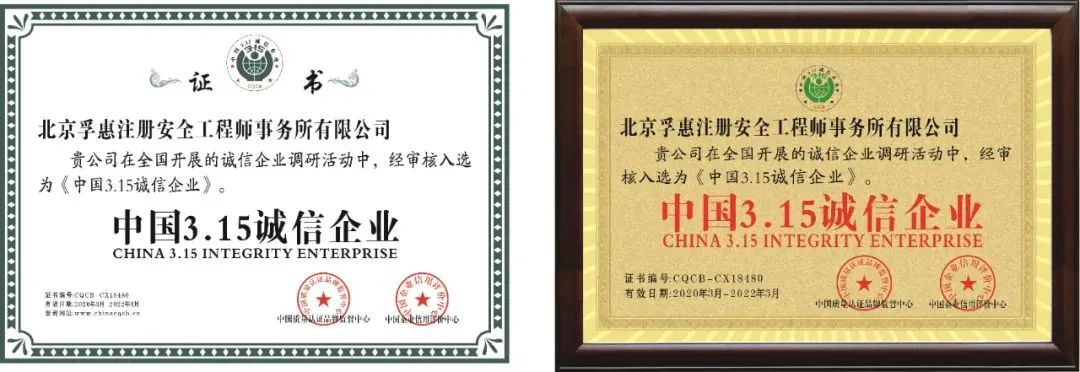 证 书
北京孚惠注册安全工程师事务所有限公司
贵公司在全国开展的诚信企业调研活动中，经审核入选
为《中国3.15诚信企业》。
中国3.15诚信企业
CHINA 3.15 INTEGRITY ENTERPRISE
证书编号:CQCB-CX18480
有效日期:2020年3月-2022年3月
查询网址:www.chinacqcb.cn
中国质量认证品牌监督中心
中国企业信用评价中心
北京孚惠注册安全工程师事务所有限公司
贵公司在全国开展的诚信企业调研活动中，经审
核入选为《中国3.15诚信企业》。
中国3.15诚信企业
CHINA 3.15 INTEGRITY ENTERPRISE
证书编号:CQCB-CX18480
有效日期:2020年3月-2022年3月
中国质量认证品牌监督中心
中国企业信用评价中心